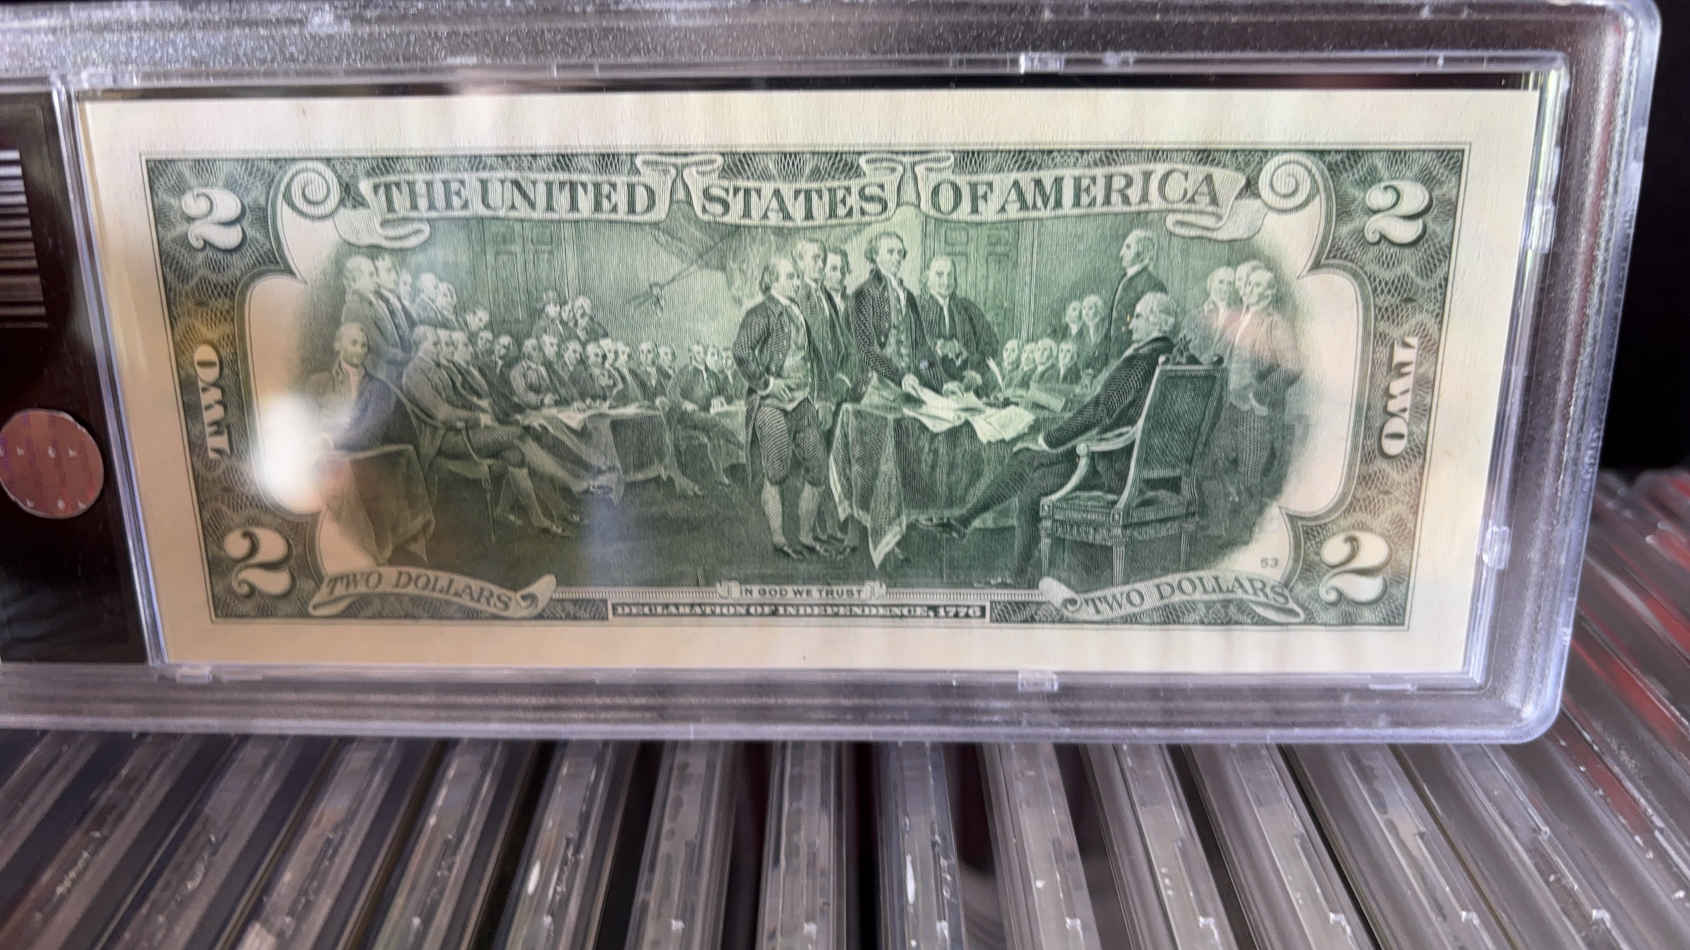 THE UNITED STATES OF AMERICA
2
2
TWO
TWO
2
2
53
TWO DOLLARS
IN GOD WE TRUST
TWO DOLLARS
DECLARATION OF INDEPENDENCE, 1776